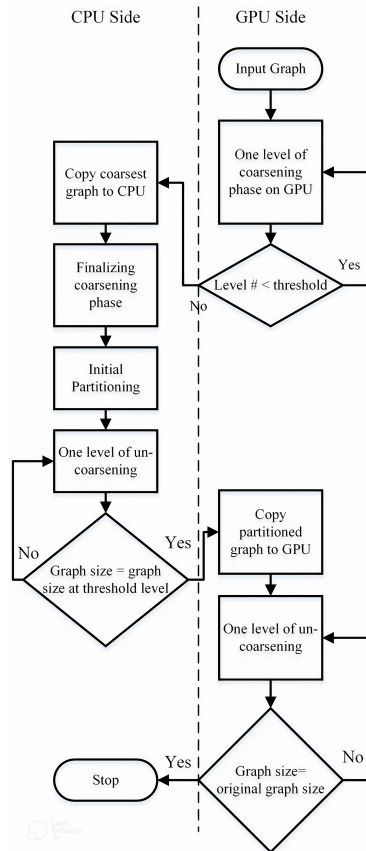 CPU Side
GPU Side
Input Graph
One level of
coarsening
phase on GPU
Copy coarsest
graph to CPU
Level # < threshold
Yes
No
Finalizing
coarsening
phase
Initial
Partitioning
One level of un-
coarsening
Graph size = graph
size at threshold level
No
Yes
Copy
partitioned
graph to GPU
One level of un-
coarsening
Graph size=
original graph size
Yes
No
Stop